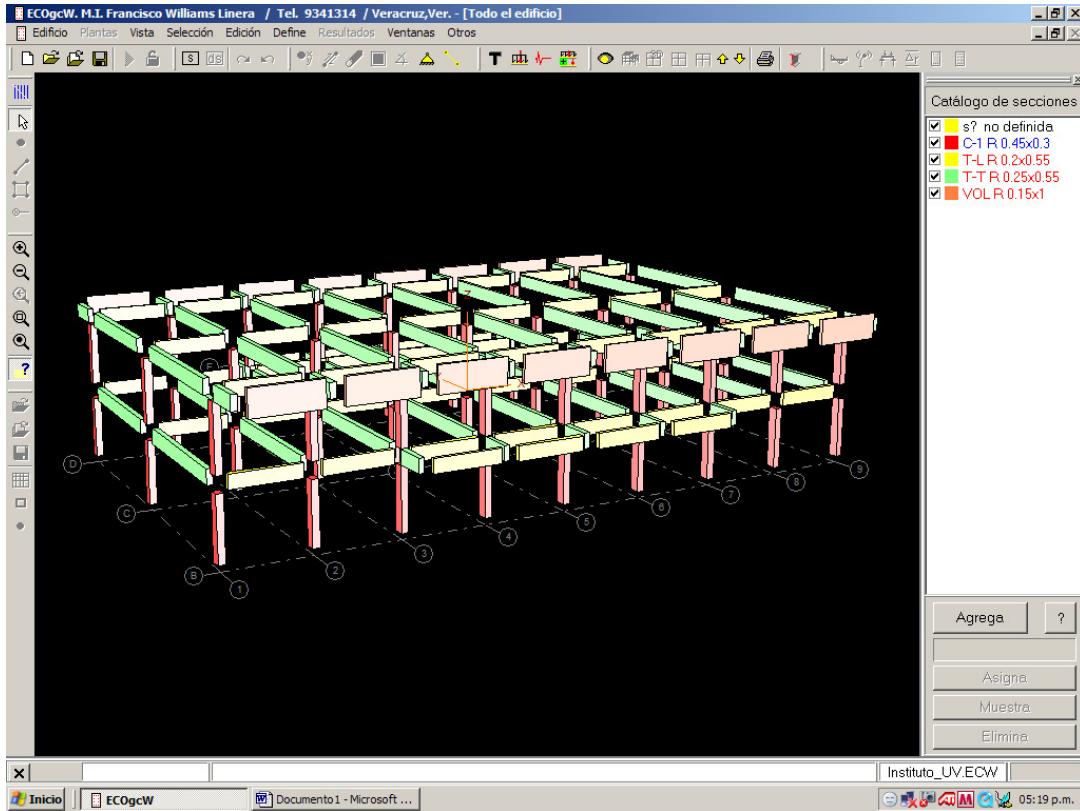 ECOgcW. M.I. Francisco Williams Linera / Tel. 9341314 / Veracruz,Ver. - [Todo el edificio]
Edificio Plantas Vista Selección Edición Define Resultados Ventanas Otros
S ds T
Catálogo de secciones
s? no definida
C-1 R 0.45x0.3
T-L R 0.2x0.55
T-T R 0.25x0.55
VOL R 0.15x1
Z
X
E
D
C
B
1
2
3
4
5
6
7
8
9
Agrega ?
Asigna
Muestra
Elimina
Instituto_UV.ECW
Inicio ECOgcW Documento1 - Microsoft ... 05:19 p.m.